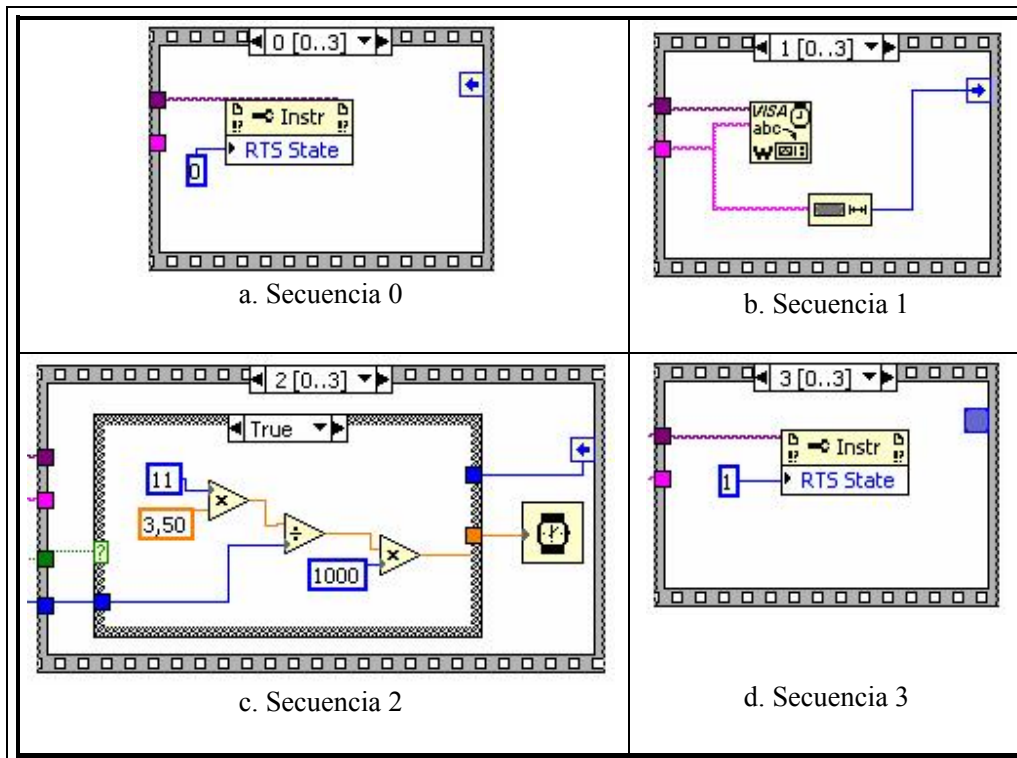 0 [0..3]
Instr
RTS State
0
a. Secuencia 0
1 [0..3]
VISA
abc
W
b. Secuencia 1
2 [0..3]
True
11
3,50
1000
?
c. Secuencia 2
3 [0..3]
Instr
RTS State
1
d. Secuencia 3